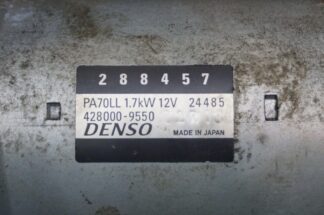 288457
PA70LL 1.7kW 12V 24485
428000-9550
DENSO MADE IN JAPAN